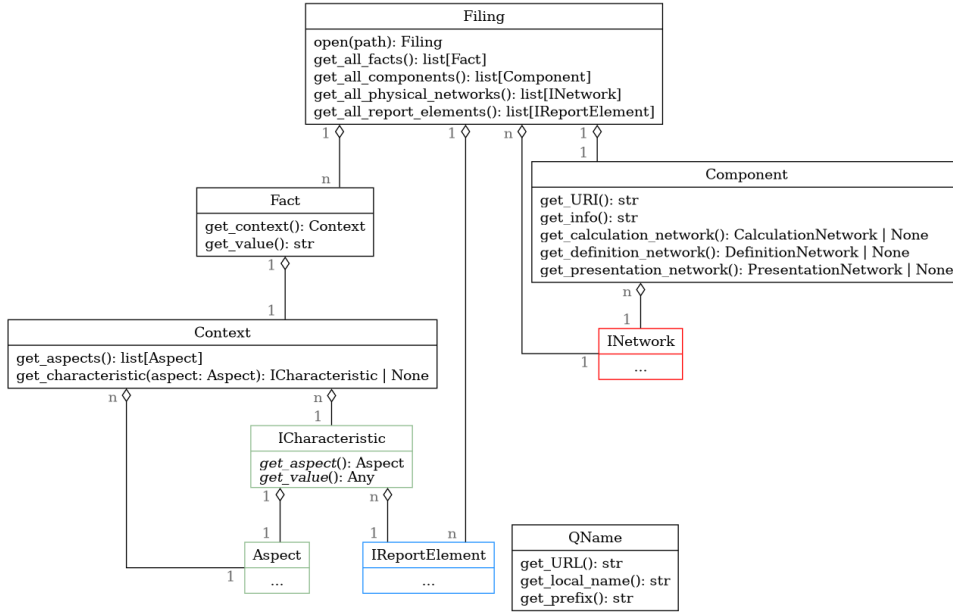 Filing
open(path): Filing
get_all_facts(): list[Fact]
get_all_components(): list[Component]
get_all_physical_networks(): list[INetwork]
get_all_report_elements(): list[IReportElement]
1
1
n
1
n
1
Fact
get_context(): Context
get_value(): str
Component
get_URI(): str
get_info(): str
get_calculation_network(): CalculationNetwork | None
get_definition_network(): DefinitionNetwork | None
get_presentation_network(): PresentationNetwork | None
1
1
n
1
Context
get_aspects(): list[Aspect]
get_characteristic(aspect: Aspect): ICharacteristic | None
INetwork
...
1
n
n
1
ICharacteristic
get_aspect(): Aspect
get_value(): Any
1
n
1
1
n
Aspect
...
1
IReportElement
...
QName
get_URL(): str
get_local_name(): str
get_prefix(): str